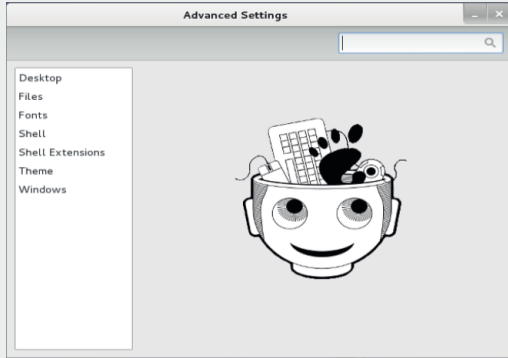 Advanced Settings
Desktop
Files
Fonts
Shell
Shell Extensions
Theme
Windows